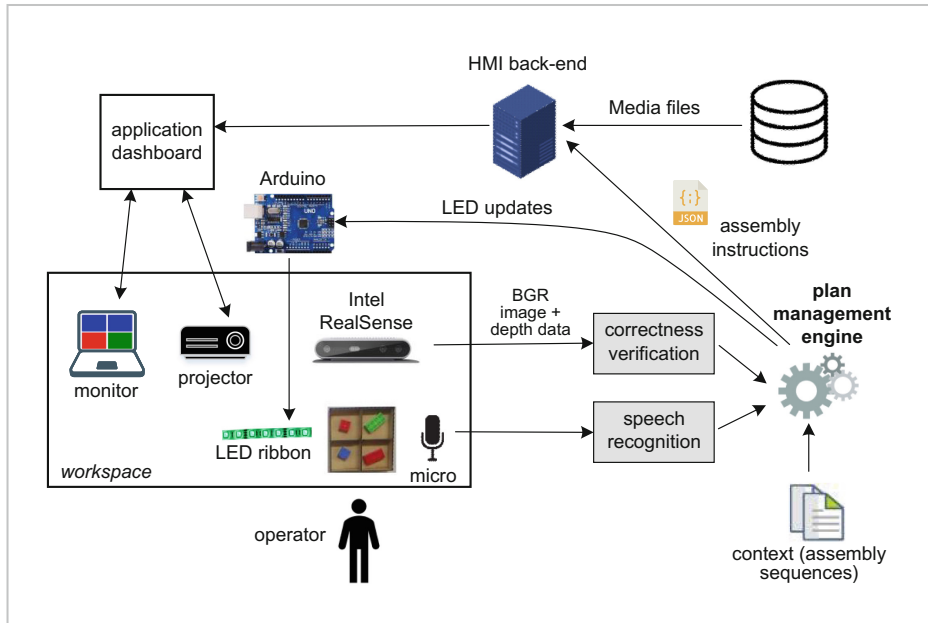 HMI back-end
Media files
application
dashboard
Arduino
UNO
LED updates
{;}
JSON
assembly
instructions
Intel
RealSense
BGR
image +
depth data
plan
management
engine
correctness
verification
monitor
projector
speech
recognition
LED ribbon
micro
workspace
operator
context (assembly
sequences)